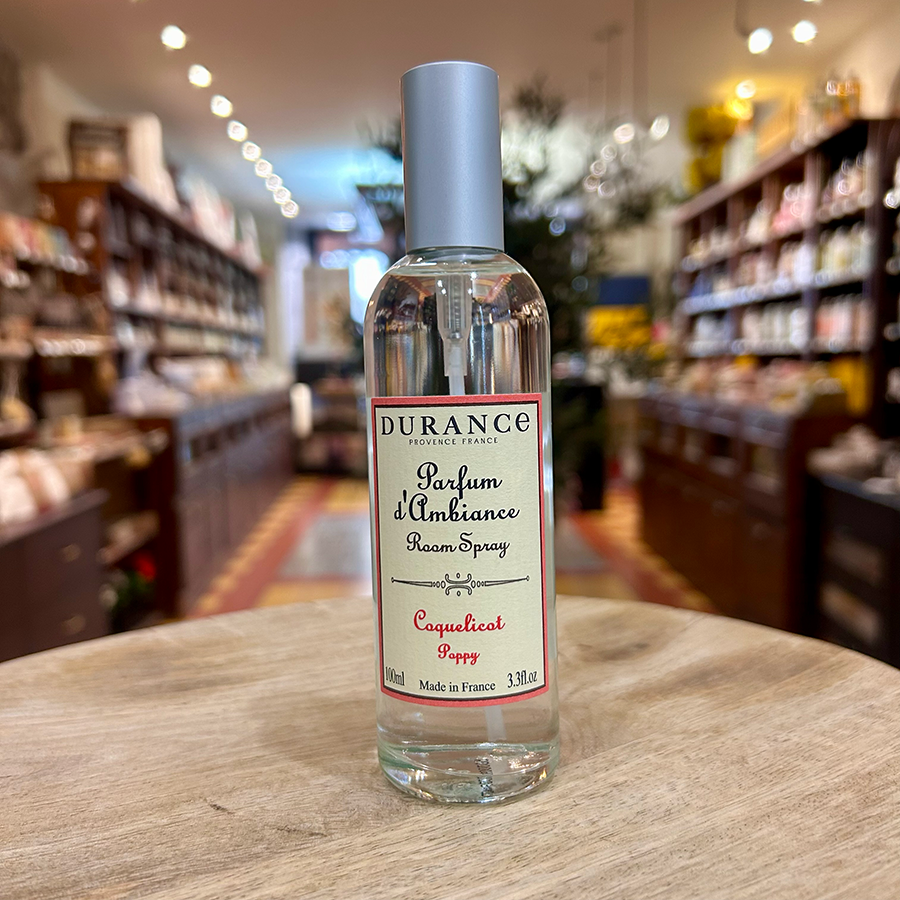 DURANCE
PROVENCE FRANCE
Parfum
d'Ambiance
Room Spray
Coquelicot
Poppy
100ml Made in France 3.3fl.oz